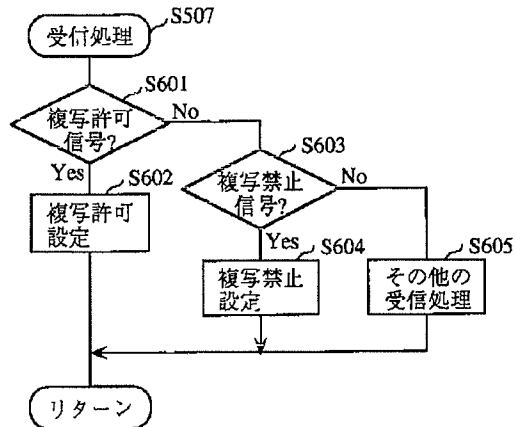 受信処理
S507
S601
複写許可
信号?
No
Yes
S602
複写許可
設定
S603
複写禁止
信号?
No
Yes
S604
複写禁止
設定
S605
その他の
受信処理
リターン